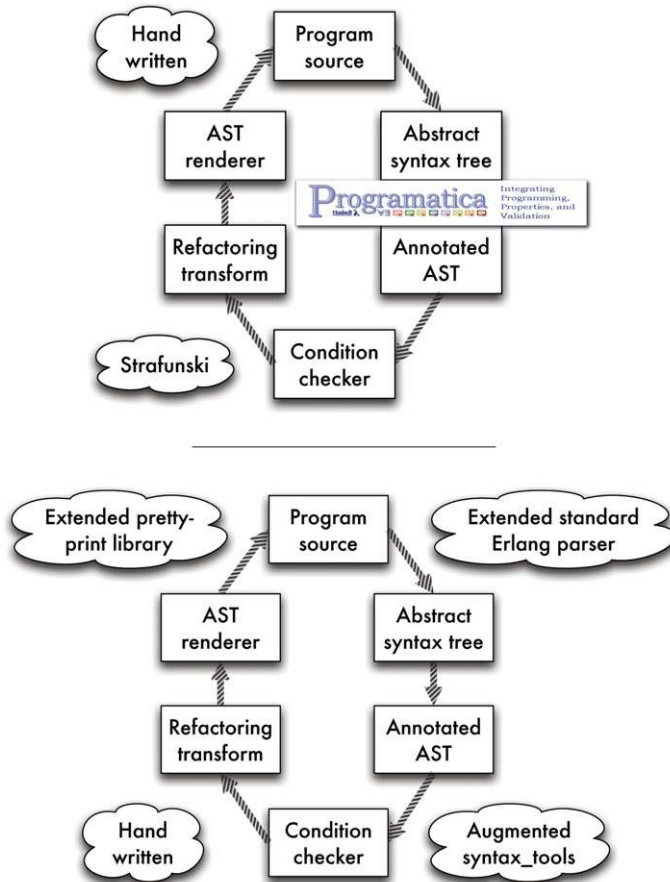 Hand
written
Program
source
AST
renderer
Abstract
syntax tree
Programatica
Integrating
Programming,
Properties, and
Validation
Refactoring
transform
Annotated
AST
Strafunski
Condition
checker
Extended pretty-
print library
Program
source
Extended standard
Erlang parser
AST
renderer
Abstract
syntax tree
Refactoring
transform
Annotated
AST
Hand
written
Condition
checker
Augmented
syntax_tools